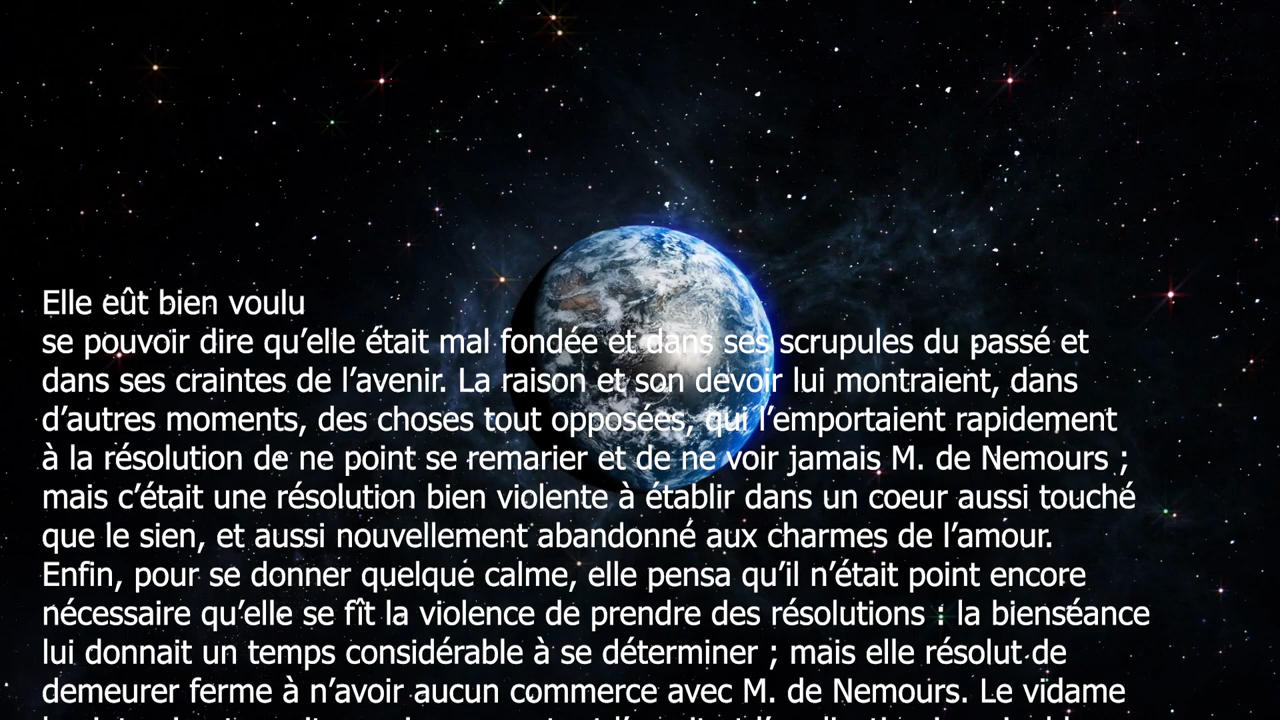 Elle eût bien voulu
se pouvoir dire qu’elle était mal fondée et dans ses scrupules du passé et
dans ses craintes de l’avenir. La raison et son devoir lui montraient, dans
d’autres moments, des choses tout opposées, qui l’emportaient rapidement
à la résolution de ne point se remarier et de ne voir jamais M. de Nemours ;
mais c’était une résolution bien violente à établir dans un coeur aussi touché
que le sien, et aussi nouvellement abandonné aux charmes de l’amour.
Enfin, pour se donner quelque calme, elle pensa qu’il n’était point encore
nécessaire qu’elle se fît la violence de prendre des résolutions : la bienséance
lui donnait un temps considérable à se déterminer ; mais elle résolut de
demeurer ferme à n’avoir aucun commerce avec M. de Nemours. Le vidame